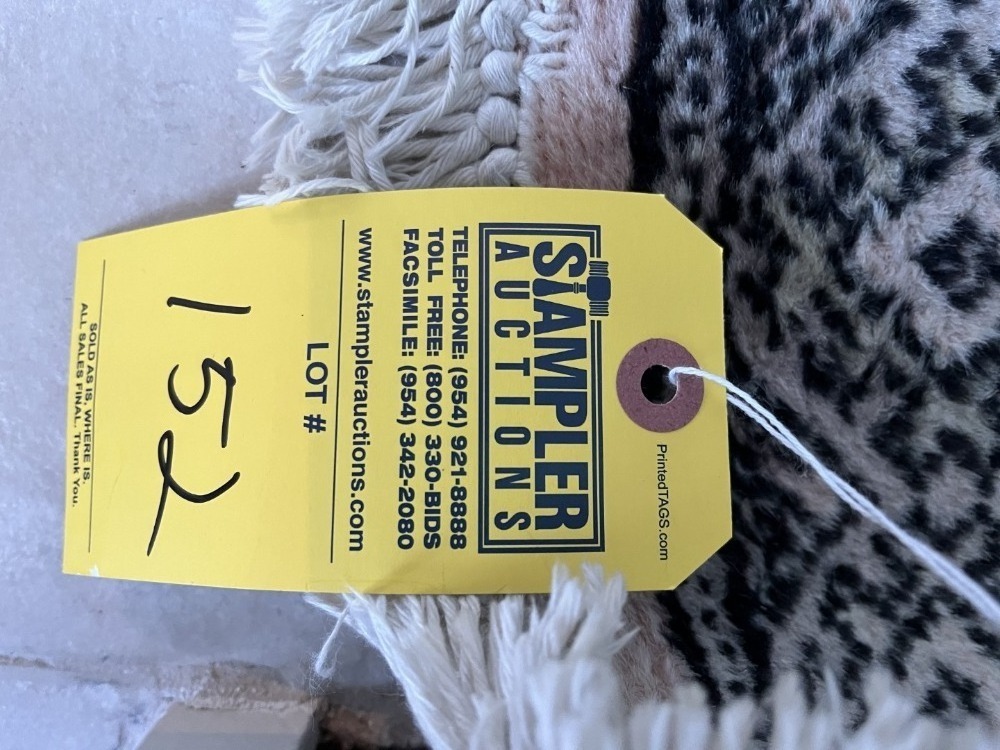 PrintedTAGS.com
STAMPLER
AUCTIONS
TELEPHONE: (954) 921-8888
TOLL FREE: (800) 330-BIDS
FACSIMILE: (954) 342-2080
www.stamplerauctions.com
LOT #
152
SOLD AS IS, WHERE IS.
ALL SALES FINAL. Thank You.